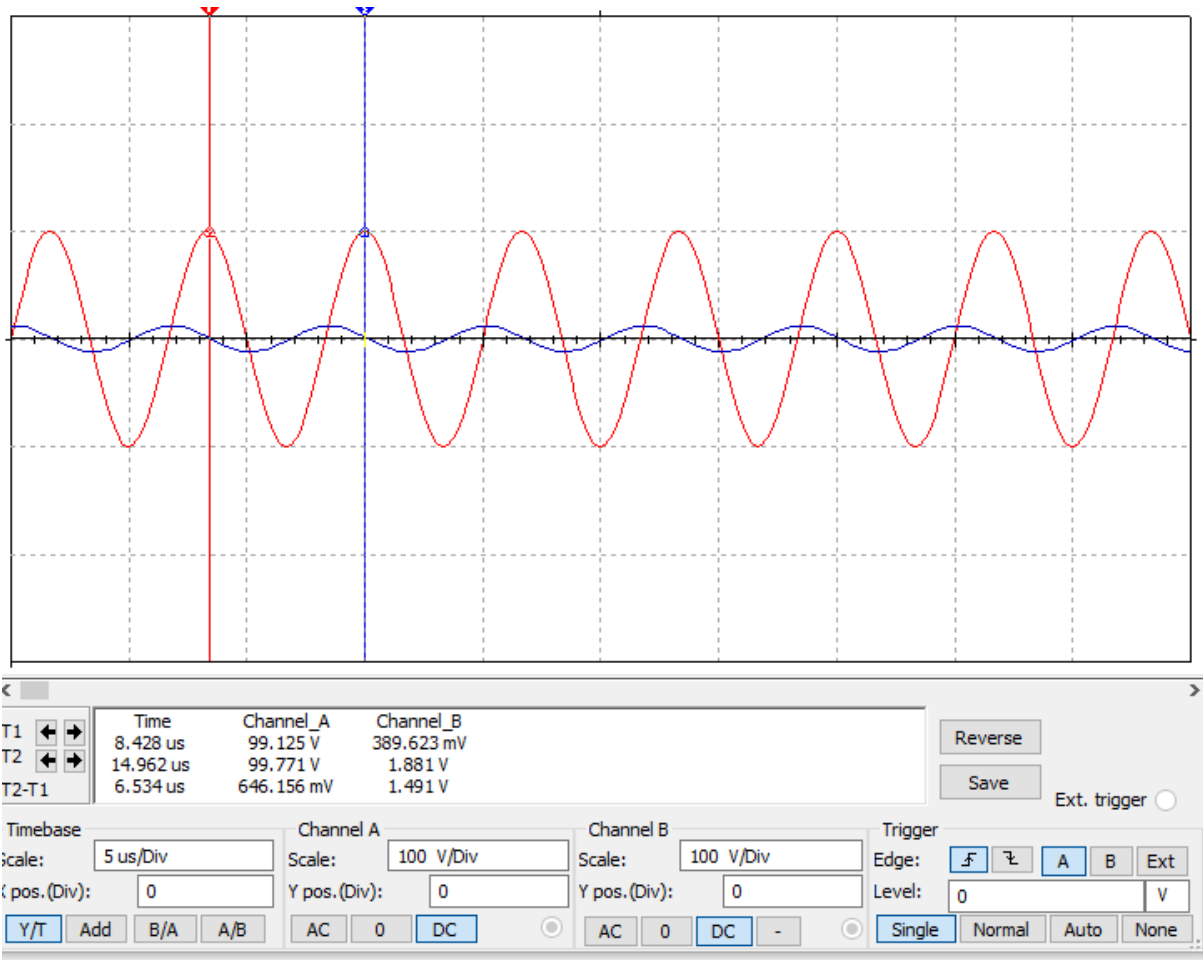 T1
T2
T2-T1
Time Channel_A Channel_B
8.428 us 99.125 V 389.623 mV
14.962 us 99.771 V 1.881 V
6.534 us 646.156 mV 1.491 V
Reverse
Save
Ext. trigger
Timebase
Scale: 5 us/Div
X pos.(Div): 0
Y/T Add B/A A/B
Channel A
Scale: 100 V/Div
Y pos.(Div): 0
AC 0 DC
Channel B
Scale: 100 V/Div
Y pos.(Div): 0
AC 0 DC -
Trigger
Edge: A B Ext
Level: 0 V
Single Normal Auto None